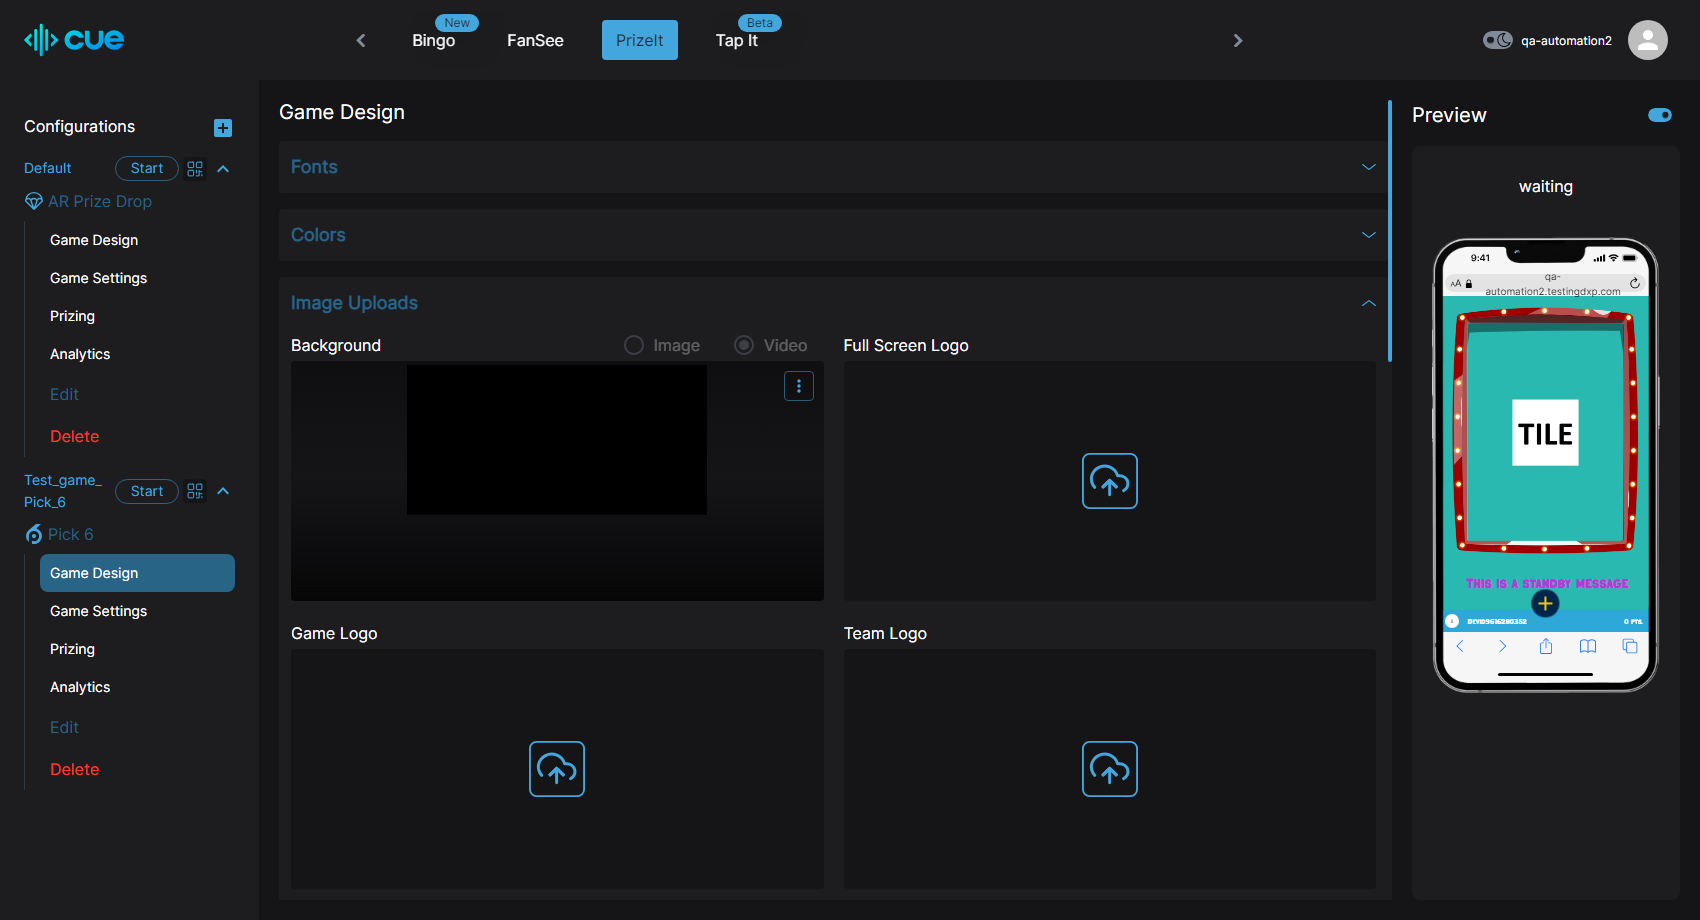 cue
New
Bingo
FanSee
PrizeIt
Beta
Tap It
qa-automation2
Configurations
Default
Start
AR Prize Drop
Game Design
Game Settings
Prizing
Analytics
Edit
Delete
Test_game_
Pick_6
Start
Pick 6
Game Design
Game Settings
Prizing
Analytics
Edit
Delete
Game Design
Fonts
Colors
Image Uploads
Background
Image
Video
Full Screen Logo
Game Logo
Team Logo
Preview
waiting
9:41
AA
qa-
automation2.testingdxp.com
TILE
THIS IS A STANDBY MESSAGE
DEVID9616280352
0 PTS.